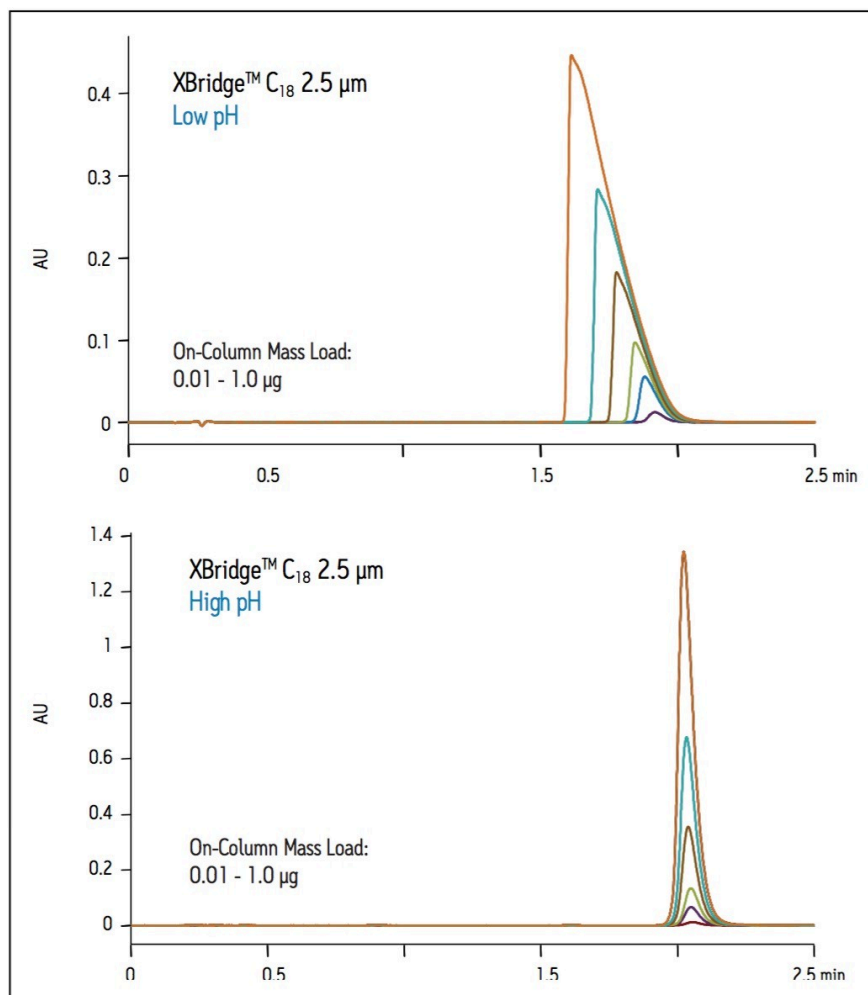 XBridge™ C₁₈ 2.5 µm
Low pH
0.4
0.3
AU
0.2
0.1
On-Column Mass Load:
0.01 - 1.0 µg
0
0
0.5
1.5
2.5 min
1.4
XBridge™ C₁₈ 2.5 µm
High pH
1.2
1
AU
0.8
0.6
0.4
On-Column Mass Load:
0.01 - 1.0 µg
0.2
0
0
0.5
1.5
2.5 min